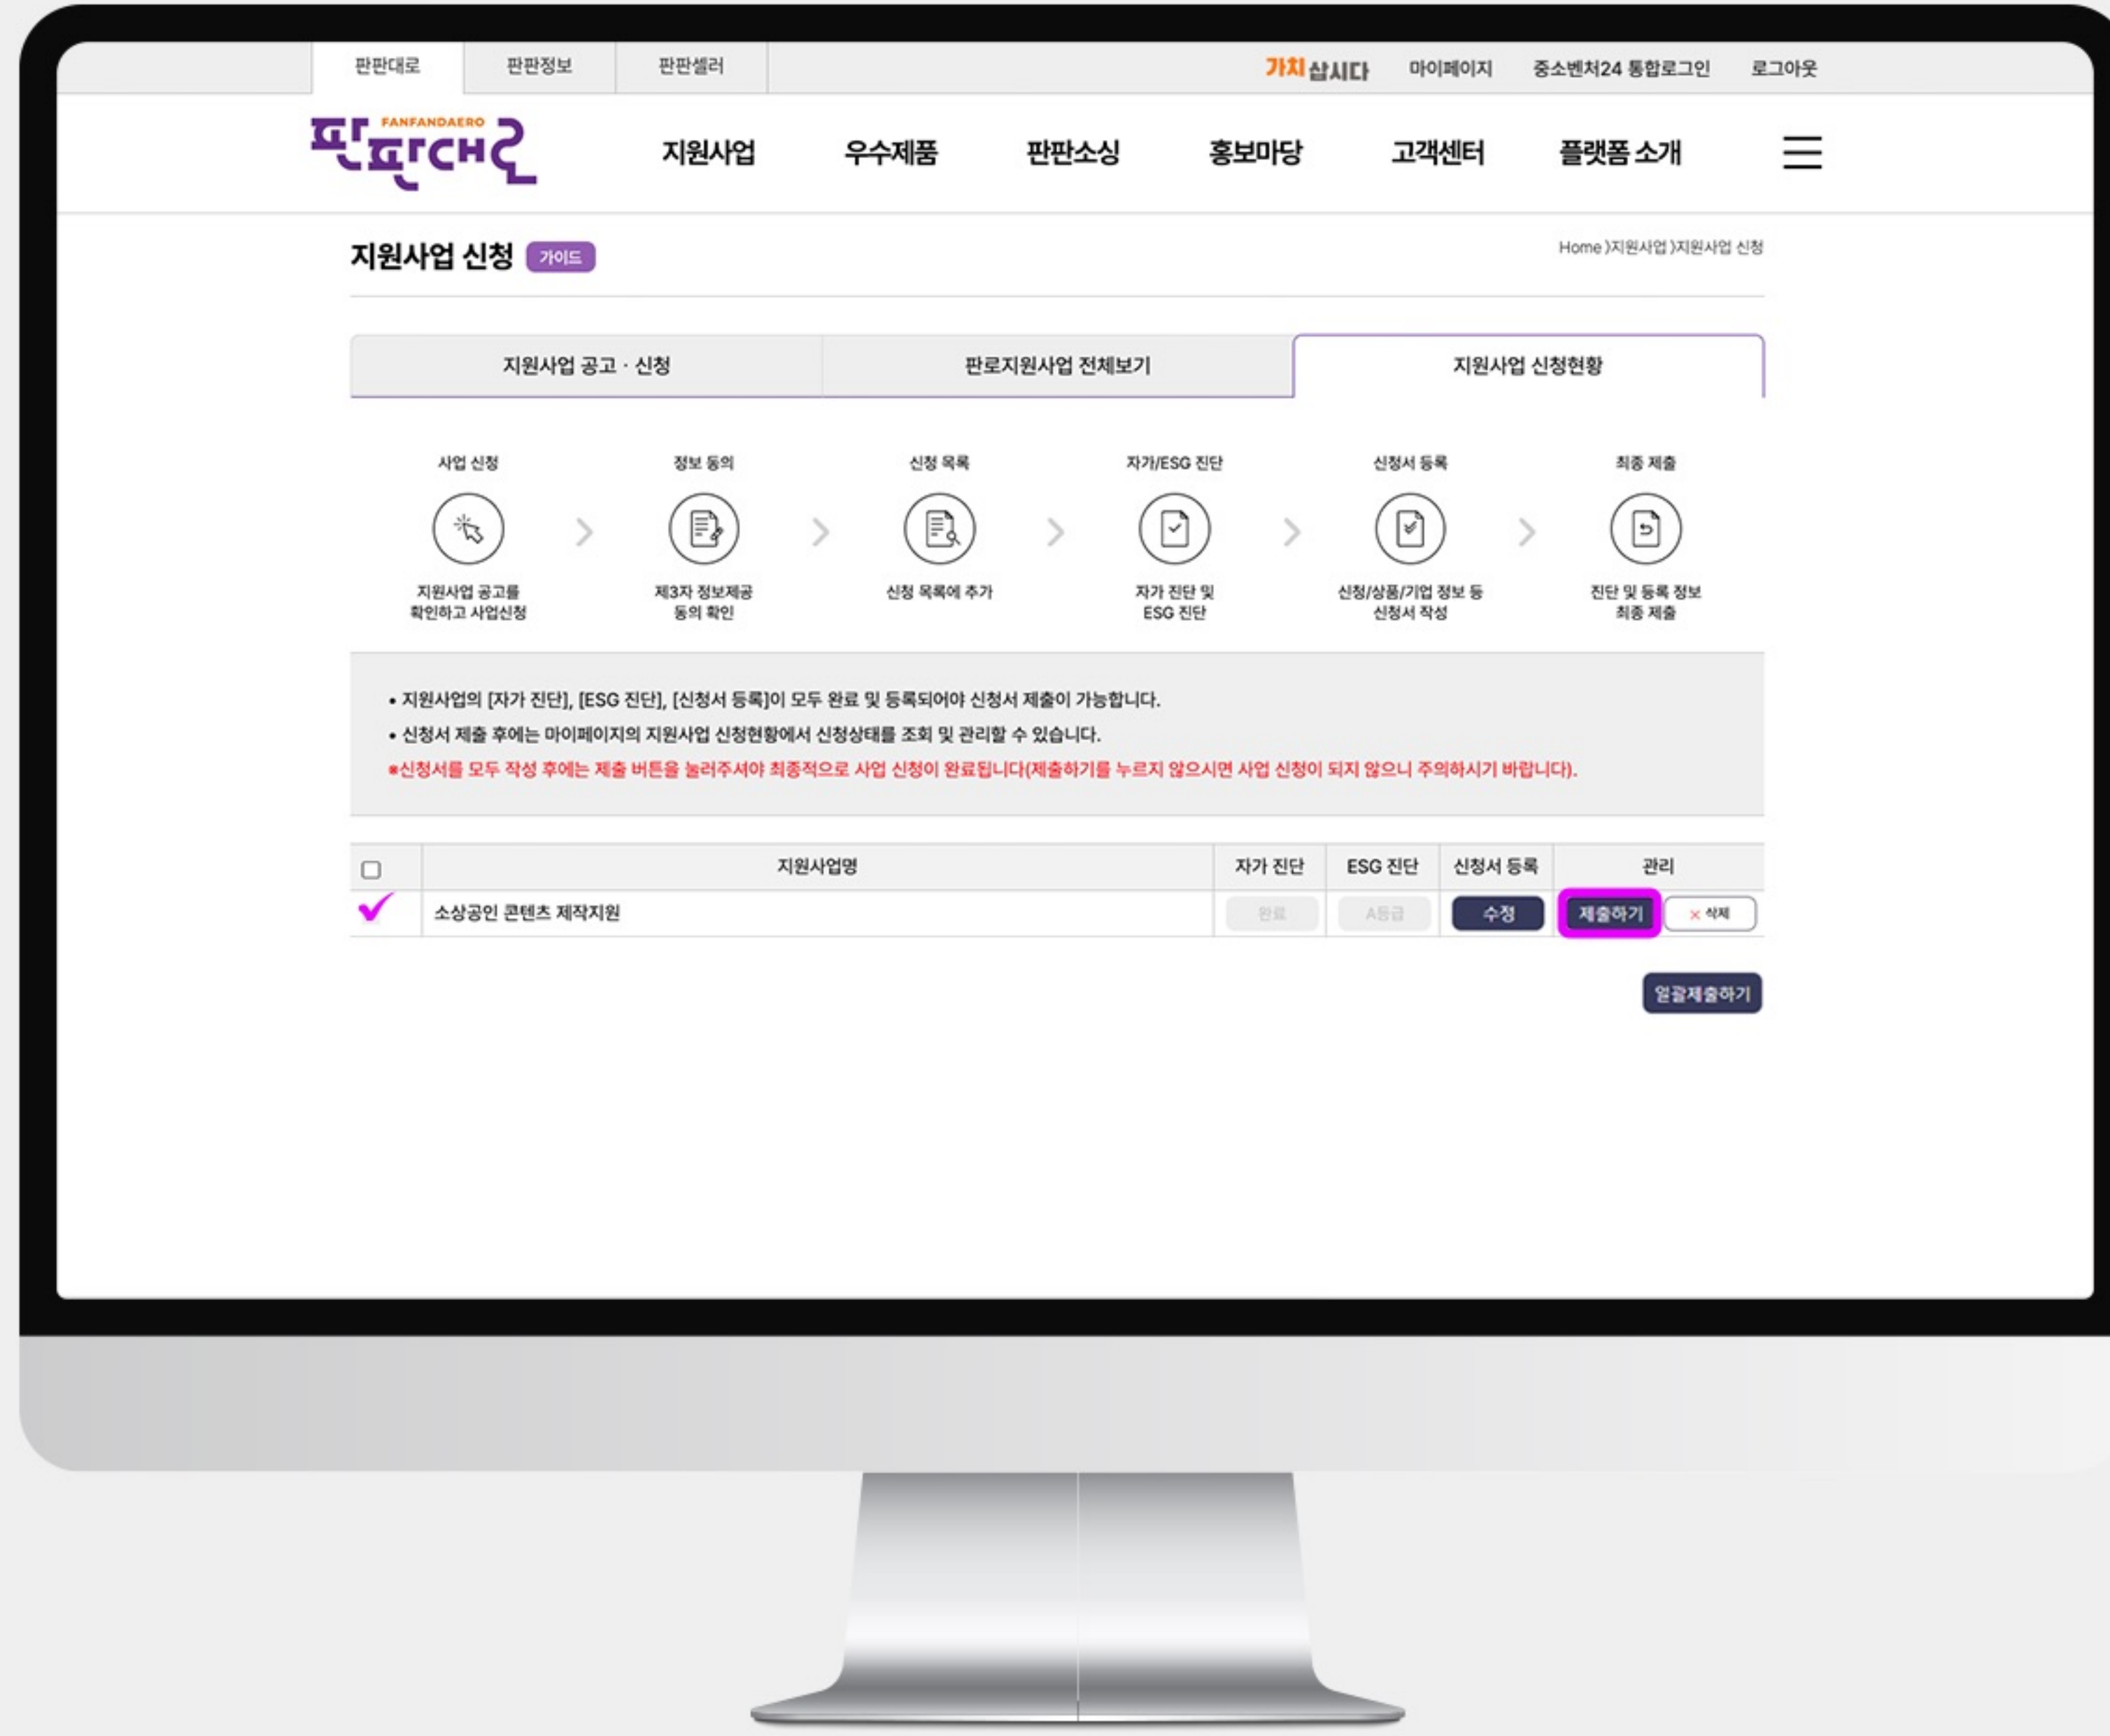 판판대로 판판정보 판판셀러 가치삽시다 마이페이지 중소벤처24 통합로그인 로그아웃
FANFANDAERO
판판대로 지원사업 우수제품 판판소싱 홍보마당 고객센터 플랫폼 소개
지원사업 신청 가이드 Home 〉지원사업 〉지원사업 신청
지원사업 공고 · 신청 판로지원사업 전체보기 지원사업 신청현황
사업 신청 정보 동의 신청 목록 자가/ESG 진단 신청서 등록 최종 제출
지원사업 공고를 제3자 정보제공 신청 목록에 추가 자가 진단 및 신청/상품/기업 정보 등 진단 및 등록 정보
확인하고 사업신청 동의 확인 ESG 진단 신청서 작성 최종 제출
• 지원사업의 [자가 진단], [ESG 진단], [신청서 등록]이 모두 완료 및 등록되어야 신청서 제출이 가능합니다.
• 신청서 제출 후에는 마이페이지의 지원사업 신청현황에서 신청상태를 조회 및 관리할 수 있습니다.
※신청서를 모두 작성 후에는 제출 버튼을 눌러주셔야 최종적으로 사업 신청이 완료됩니다(제출하기를 누르지 않으시면 사업 신청이 되지 않으니 주의하시기 바랍니다).
지원사업명 자가 진단 ESG 진단 신청서 등록 관리
소상공인 콘텐츠 제작지원 완료 A등급 수정 제출하기 × 삭제
일괄제출하기